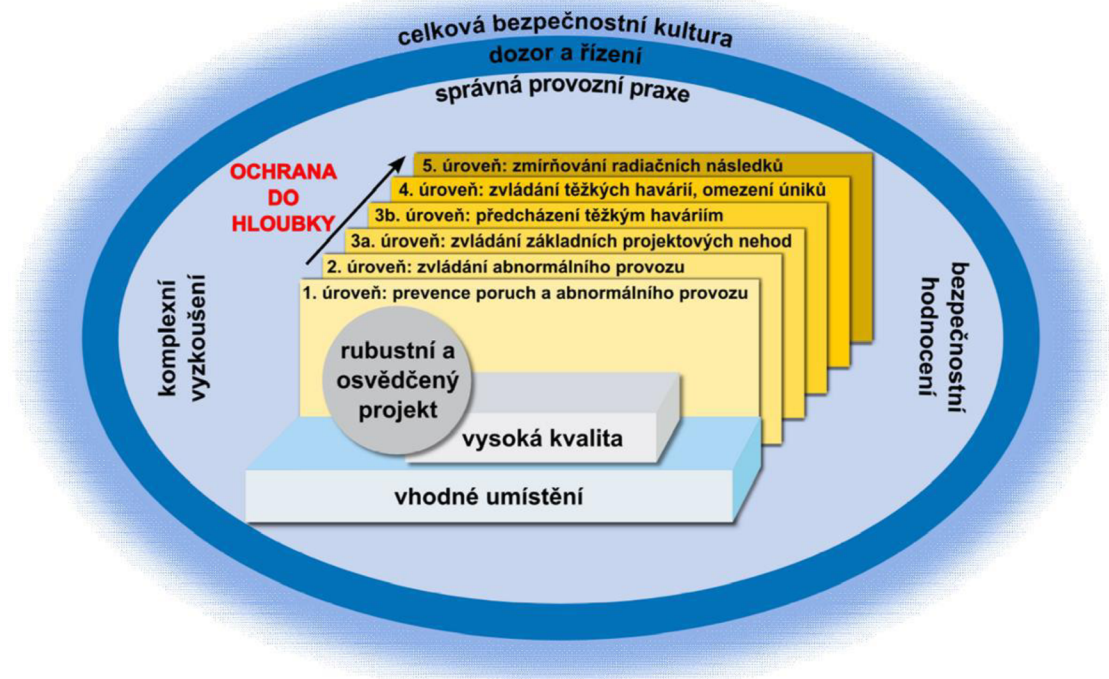 celková bezpečnostní kultura
dozor a řízení
správná provozní praxe
OCHRANA
DO
HLOUBKY
5. úroveň: zmírňování radiačních následků
4. úroveň: zvládání těžkých havárií, omezení úniků
3b. úroveň: předcházení těžkým haváriím
3a. úroveň: zvládání základních projektových nehod
2. úroveň: zvládání abnormálního provozu
1. úroveň: prevence poruch a abnormálního provozu
komplexní
vyzkoušení
rubustní a
osvědčený
projekt
vysoká kvalita
vhodné umístění
bezpečnostní
hodnocení